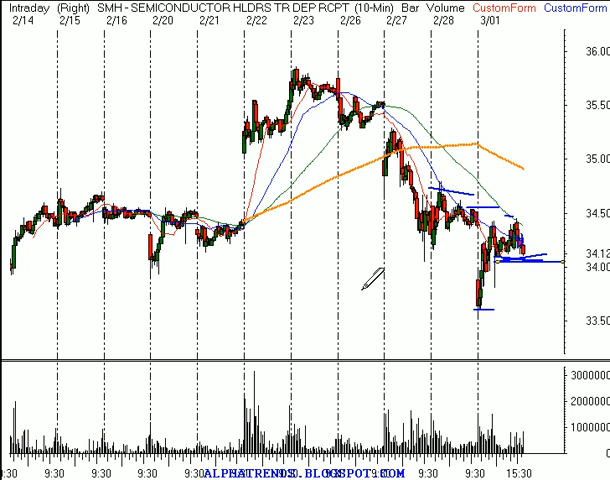 Intraday (Right) SMH - SEMICONDUCTOR HLDRS TR DEP RCPT (10-Min) Bar Volume CustomForm CustomForm
2/14 2/15 2/16 2/20 2/21 2/22 2/23 2/26 2/27 2/28 3/01
36.00
35.50
35.00
34.50
34.12
34.00
33.50
3000000
2000000
1000000
0000
9:30 9:30 9:30 9:30 9:30 9:30 9:30 15:30
ALPHATRENDS.BLOGSPOT.COM